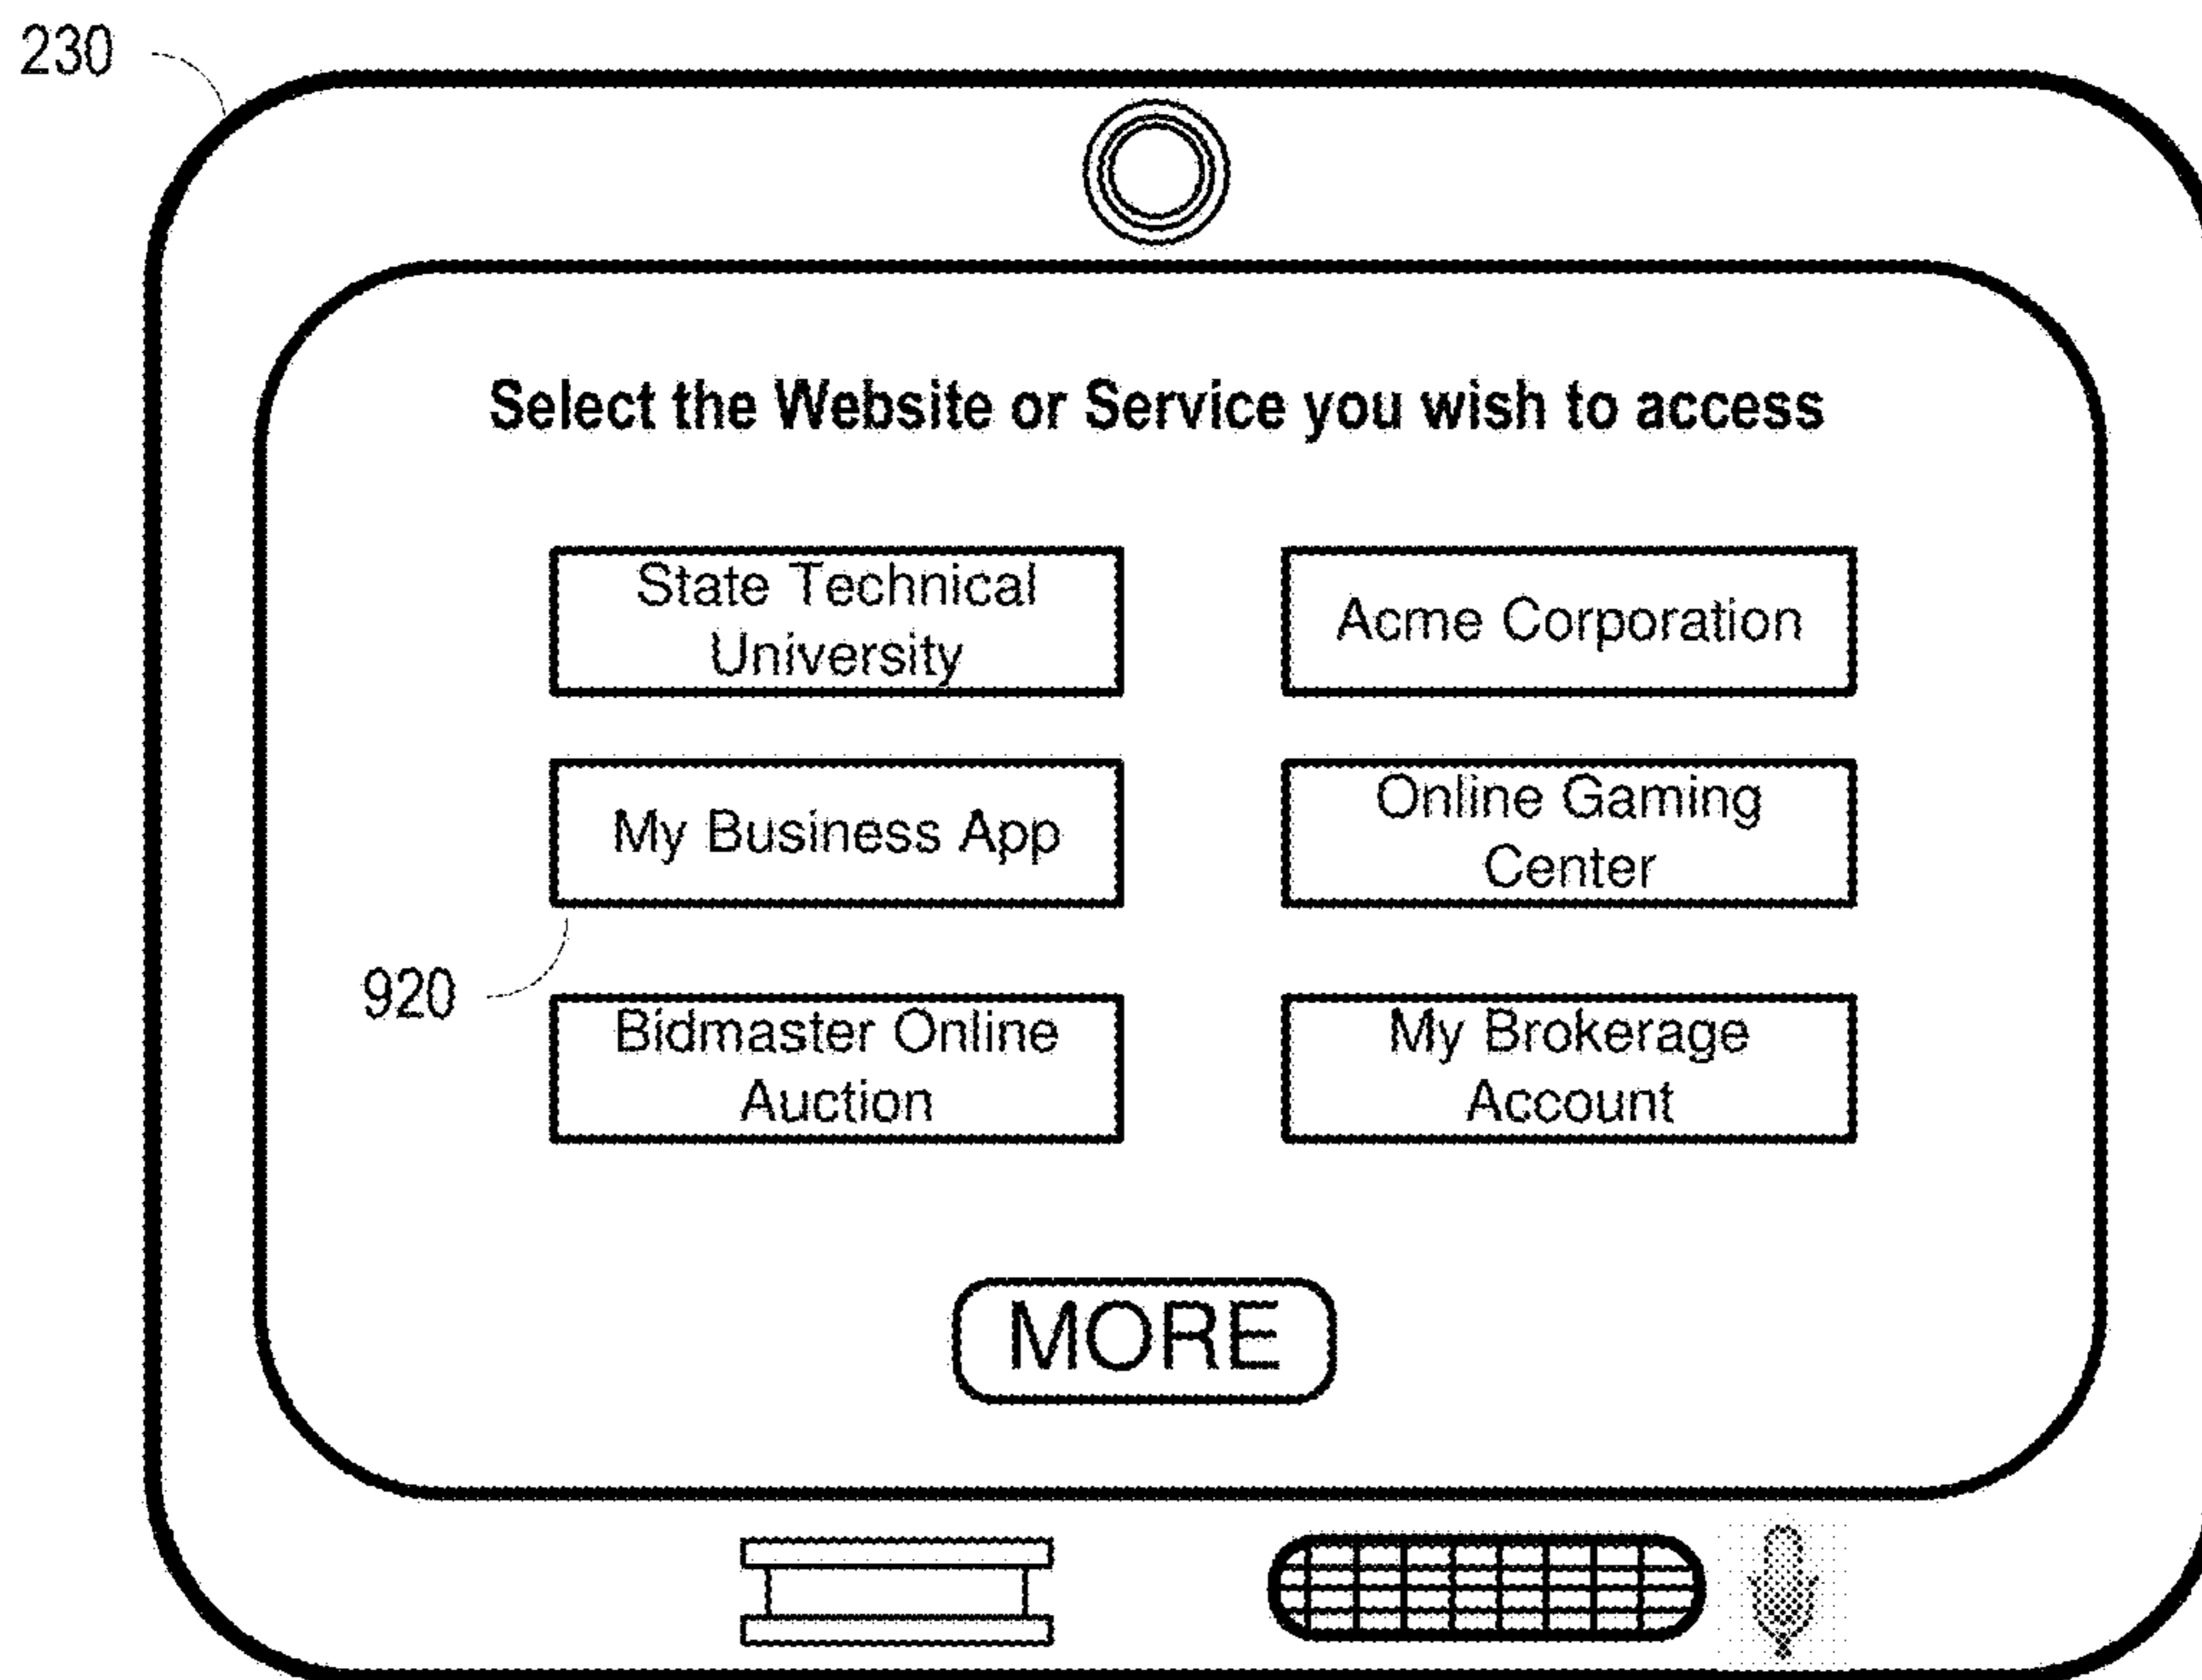 230
Select the Website or Service you wish to access
State Technical
University
Acme Corporation
My Business App
Online Gaming
Center
920
Bidmaster Online
Auction
My Brokerage
Account
MORE